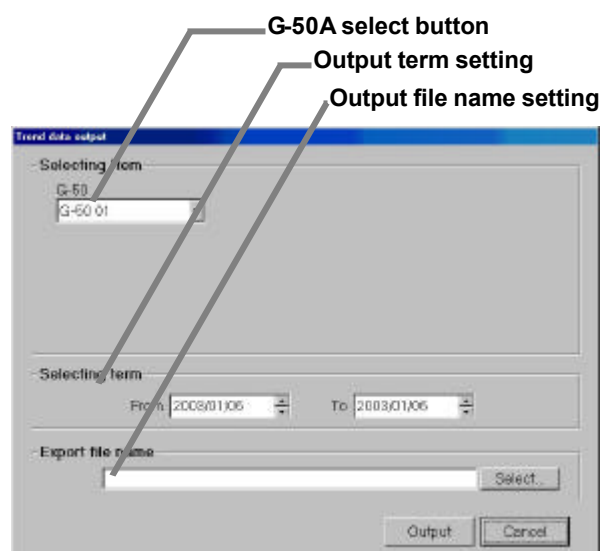 G-50A select button
Output term setting
Output file name setting
Trend data output
Selecting item
G-50
G-50 01
Selecting term
From 2003/01/06 To 2003/01/06
Export file name
Select...
Output Cancel